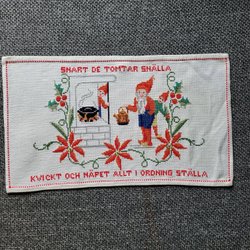 SNART DE TOMTAR SNÄLLA
KVICKT OCH NÄPET ALLT I ORDNING STÄLLA